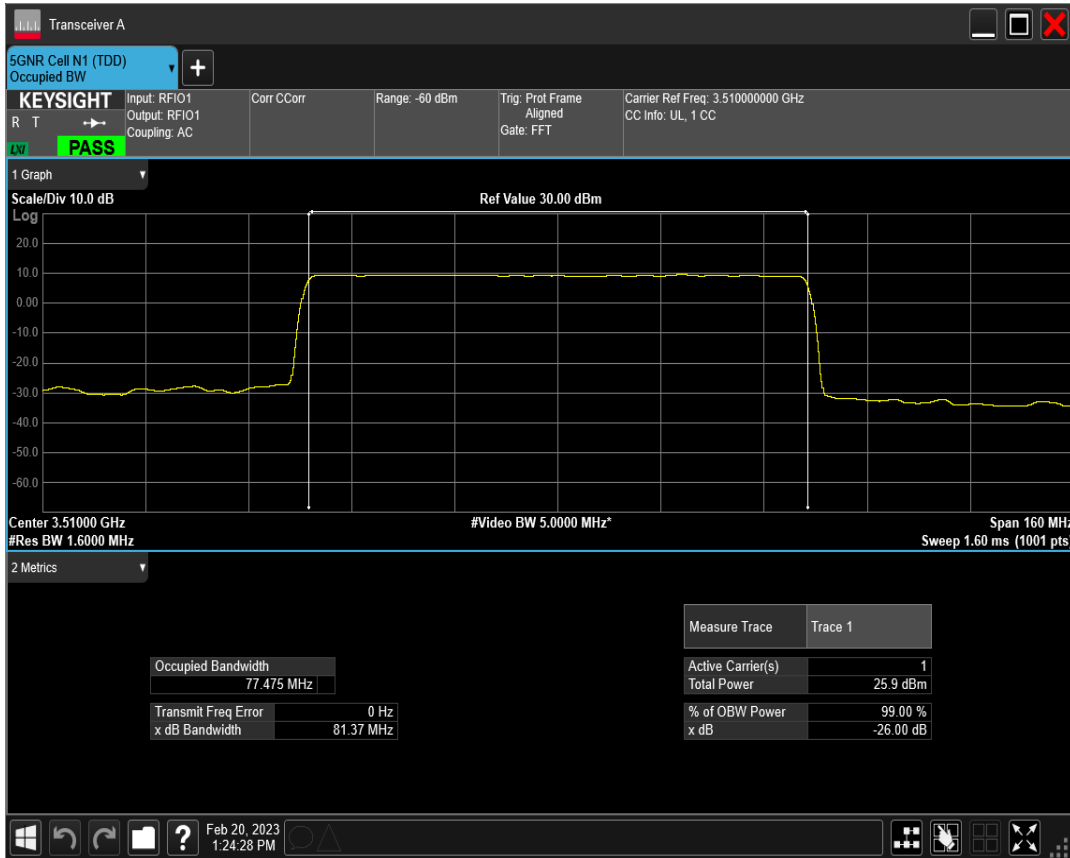 Transceiver A
5GNR Cell N1 (TDD)
Occupied BW
+
KEYSIGHT
R T
LXI
PASS
Input: RFIO1
Output: RFIO1
Coupling: AC
Corr CCorr
Range: -60 dBm
Trig: Prot Frame
Aligned
Gate: FFT
Carrier Ref Freq: 3.510000000 GHz
CC Info: UL, 1 CC
1 Graph
Scale/Div 10.0 dB
Ref Value 30.00 dBm
Log
20.0
10.0
0.00
-10.0
-20.0
-30.0
-40.0
-50.0
-60.0
Center 3.51000 GHz
#Video BW 5.0000 MHz*
Span 160 MHz
#Res BW 1.6000 MHz
Sweep 1.60 ms (1001 pts)
2 Metrics
Measure Trace Trace 1
Occupied Bandwidth
77.475 MHz
Transmit Freq Error 0 Hz
x dB Bandwidth 81.37 MHz
Active Carrier(s) 1
Total Power 25.9 dBm
% of OBW Power 99.00 %
x dB -26.00 dB
?
Feb 20, 2023
1:24:28 PM